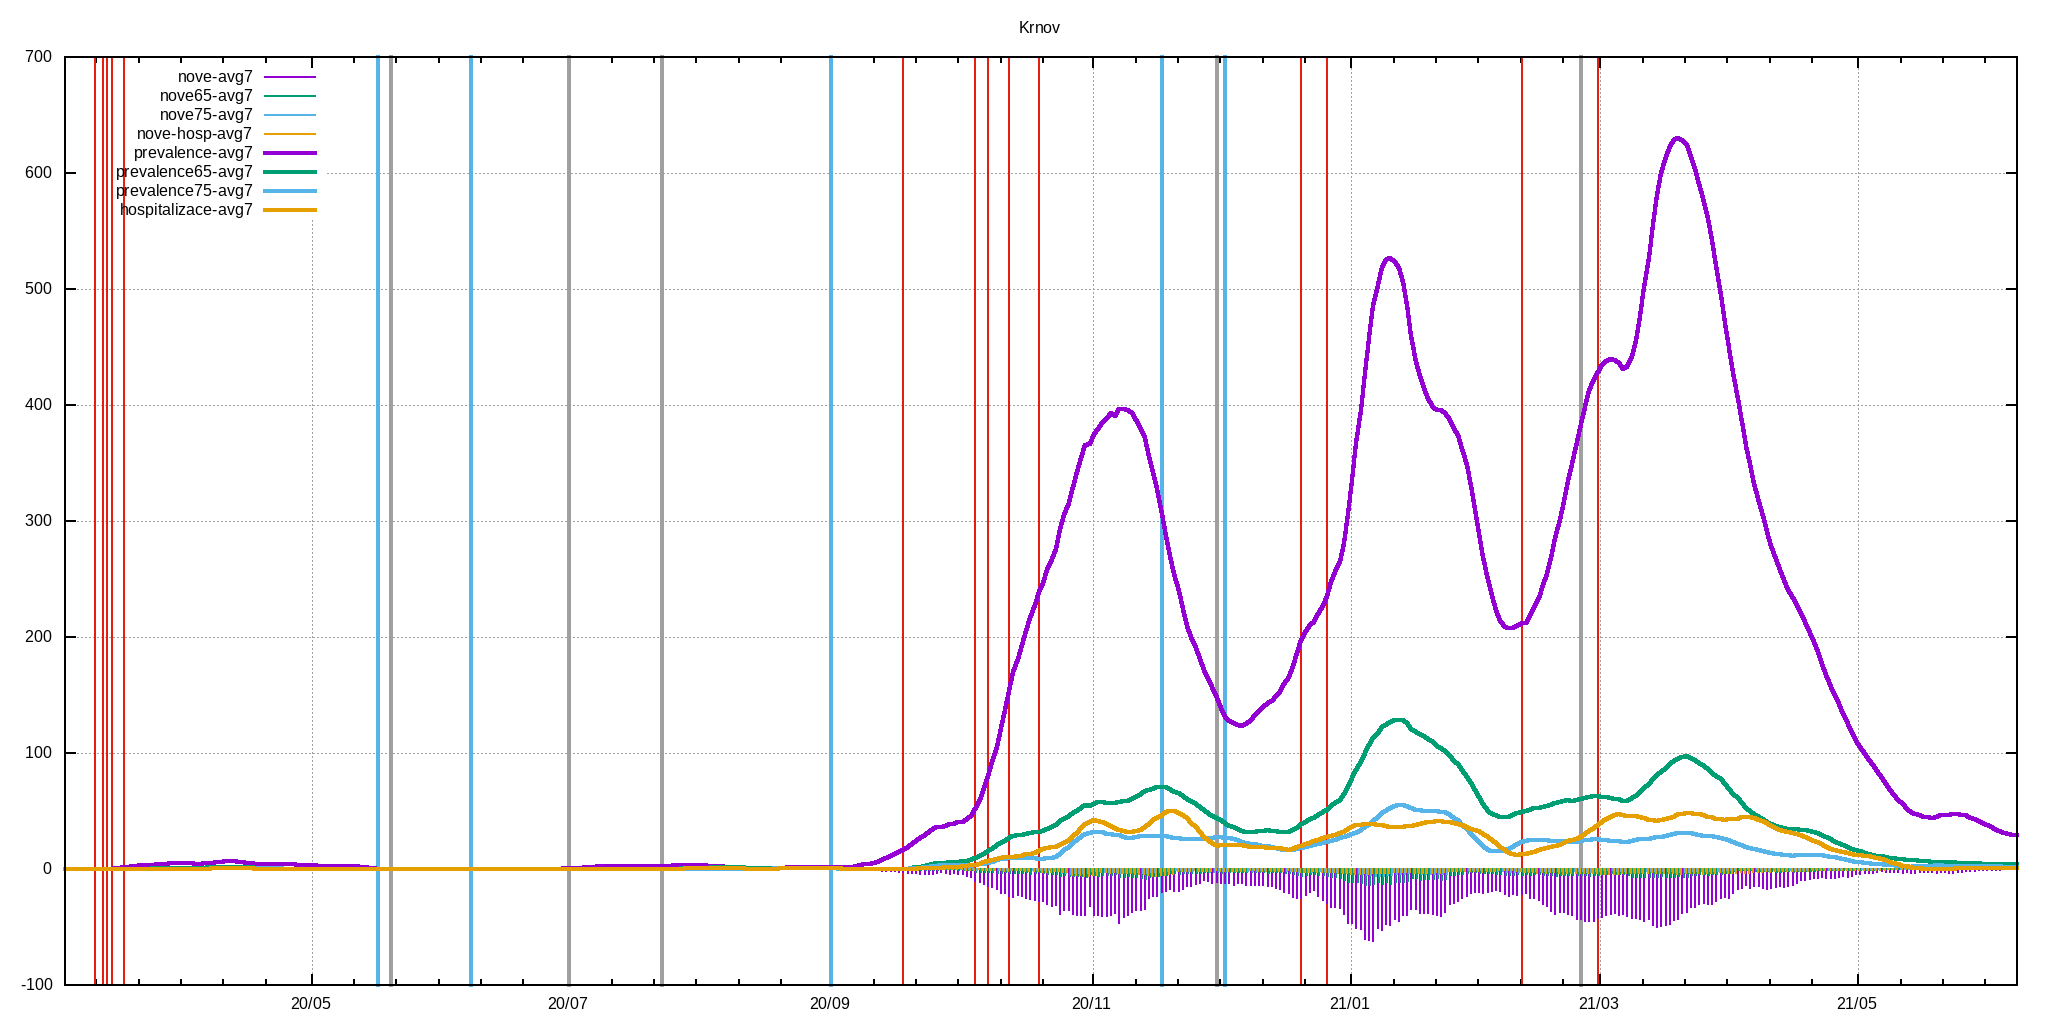 Krnov
700
600
500
400
300
200
100
0
-100
nove-avg7
nove65-avg7
nove75-avg7
nove-hosp-avg7
prevalence-avg7
prevalence65-avg7
prevalence75-avg7
hospitalizace-avg7
20/05
20/07
20/09
20/11
21/01
21/03
21/05